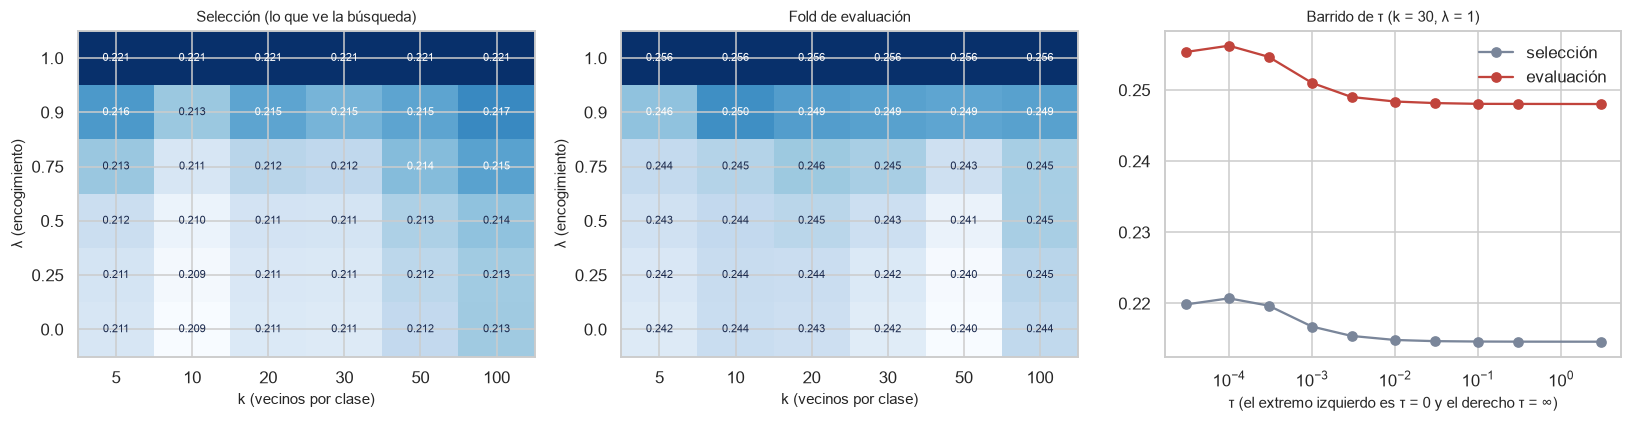 Selección (lo que ve la búsqueda)
λ (encogimiento)
1.0 0.221 0.221 0.221 0.221 0.221 0.221
0.9 0.216 0.213 0.215 0.215 0.215 0.217
0.75 0.213 0.211 0.212 0.212 0.214 0.215
0.5 0.212 0.210 0.211 0.211 0.213 0.214
0.25 0.211 0.209 0.211 0.211 0.212 0.213
0.0 0.211 0.209 0.211 0.211 0.212 0.213
5 10 20 30 50 100
k (vecinos por clase)
Fold de evaluación
λ (encogimiento)
1.0 0.256 0.256 0.256 0.256 0.256 0.256
0.9 0.246 0.250 0.249 0.249 0.249 0.249
0.75 0.244 0.245 0.246 0.245 0.243 0.245
0.5 0.243 0.244 0.245 0.243 0.241 0.245
0.25 0.242 0.244 0.244 0.242 0.240 0.245
0.0 0.242 0.244 0.243 0.242 0.240 0.244
5 10 20 30 50 100
k (vecinos por clase)
Barrido de τ (k = 30, λ = 1)
selección
evaluación
0.25
0.24
0.23
0.22
10⁻⁴ 10⁻³ 10⁻² 10⁻¹ 10⁰
τ (el extremo izquierdo es τ = 0 y el derecho τ = ∞)